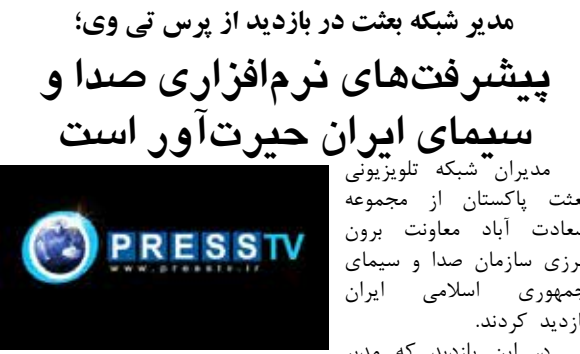 مدیر شبکه بعثت در بازدید از پرس تی وی؛
پیشرفت‌های نرم‌افزاری صدا و
سیمای ایران حیرت‌آور است
مدیران شبکه تلویزیونی
بعثت پاکستان از مجموعه
سعادت آباد معاونت برون
مرزی سازمان صدا و سیمای
جمهوری اسلامی ایران
بازدید کردند.
در این بازدید که مدیر
PRESSTV
www.presstv.ir